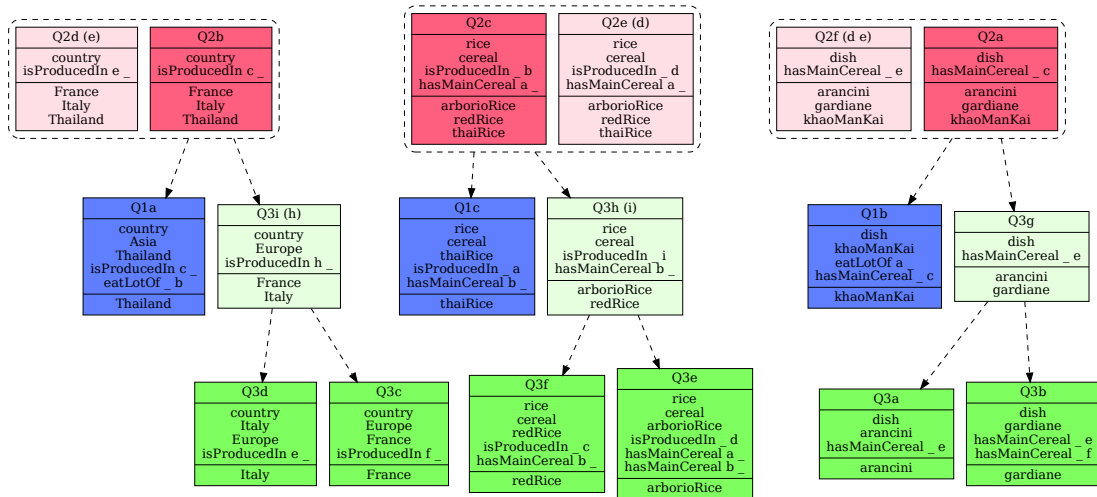 Q2d (e)
country
isProducedIn e _
France
Italy
Thailand
Q2b
country
isProducedIn c _
France
Italy
Thailand
Q2c
rice
cereal
isProducedIn _ b
hasMainCereal a _
arborioRice
redRice
thaiRice
Q2e (d)
rice
cereal
isProducedIn _ d
hasMainCereal a _
arborioRice
redRice
thaiRice
Q2f (d e)
dish
hasMainCereal _ e
arancini
gardiane
khaoManKai
Q2a
dish
hasMainCereal _ c
arancini
gardiane
khaoManKai
Q1a
country
Asia
Thailand
isProducedIn c _
eatLotOf _ b
Thailand
Q3i (h)
country
Europe
isProducedIn h _
France
Italy
Q1c
rice
cereal
thaiRice
isProducedIn _ a
hasMainCereal b _
thaiRice
Q3h (i)
rice
cereal
isProducedIn _ i
hasMainCereal b _
arborioRice
redRice
Q1b
dish
khaoManKai
eatLotOf a _
hasMainCereal _ c
khaoManKai
Q3g
dish
hasMainCereal _ e
arancini
gardiane
Q3d
country
Italy
Europe
isProducedIn e _
Italy
Q3c
country
Europe
France
isProducedIn f _
France
Q3f
rice
cereal
redRice
isProducedIn _ c
hasMainCereal b _
redRice
Q3e
rice
cereal
arborioRice
isProducedIn _ d
hasMainCereal a _
hasMainCereal b _
arborioRice
Q3a
dish
arancini
hasMainCereal _ e
arancini
Q3b
dish
gardiane
hasMainCereal _ e
hasMainCereal _ f
gardiane